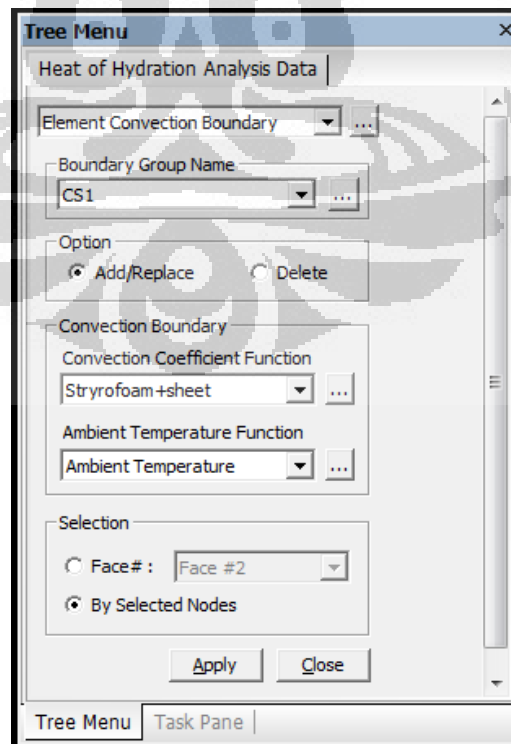 Tree Menu
Heat of Hydration Analysis Data
Element Convection Boundary ...
Boundary Group Name
CS1 ...
Option
Add/Replace Delete
Convection Boundary
Convection Coefficient Function
Stryrofoam+sheet ...
Ambient Temperature Function
Ambient Temperature ...
Selection
Face# : Face #2
By Selected Nodes
Apply Close
Tree Menu Task Pane